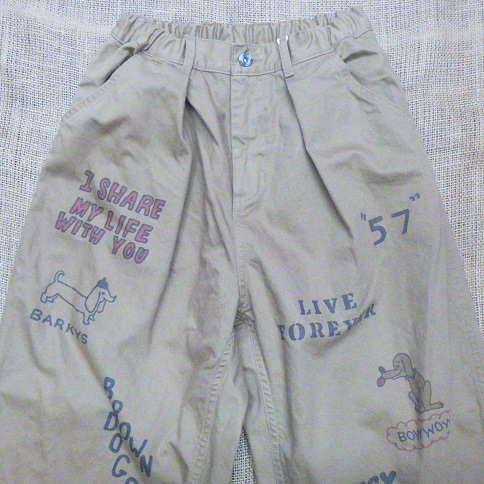 I SHARE
MY LIFE
WITH YOU
"57"
LIVE
FOREVER
BARKYS
BOWWOW